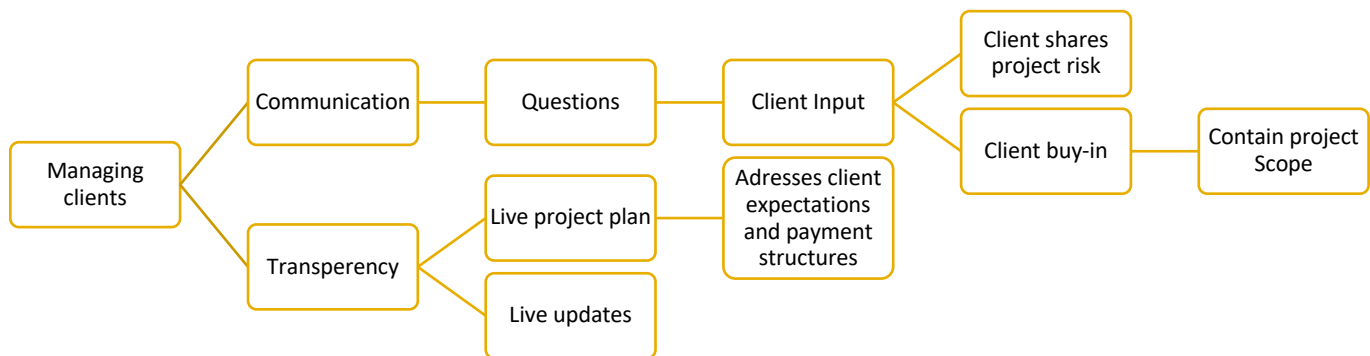 Managing
clients
Communication
Questions
Client Input
Client shares
project risk
Client buy-in
Contain project
Scope
Transperency
Live project plan
Adresses client
expectations
and payment
structures
Live updates